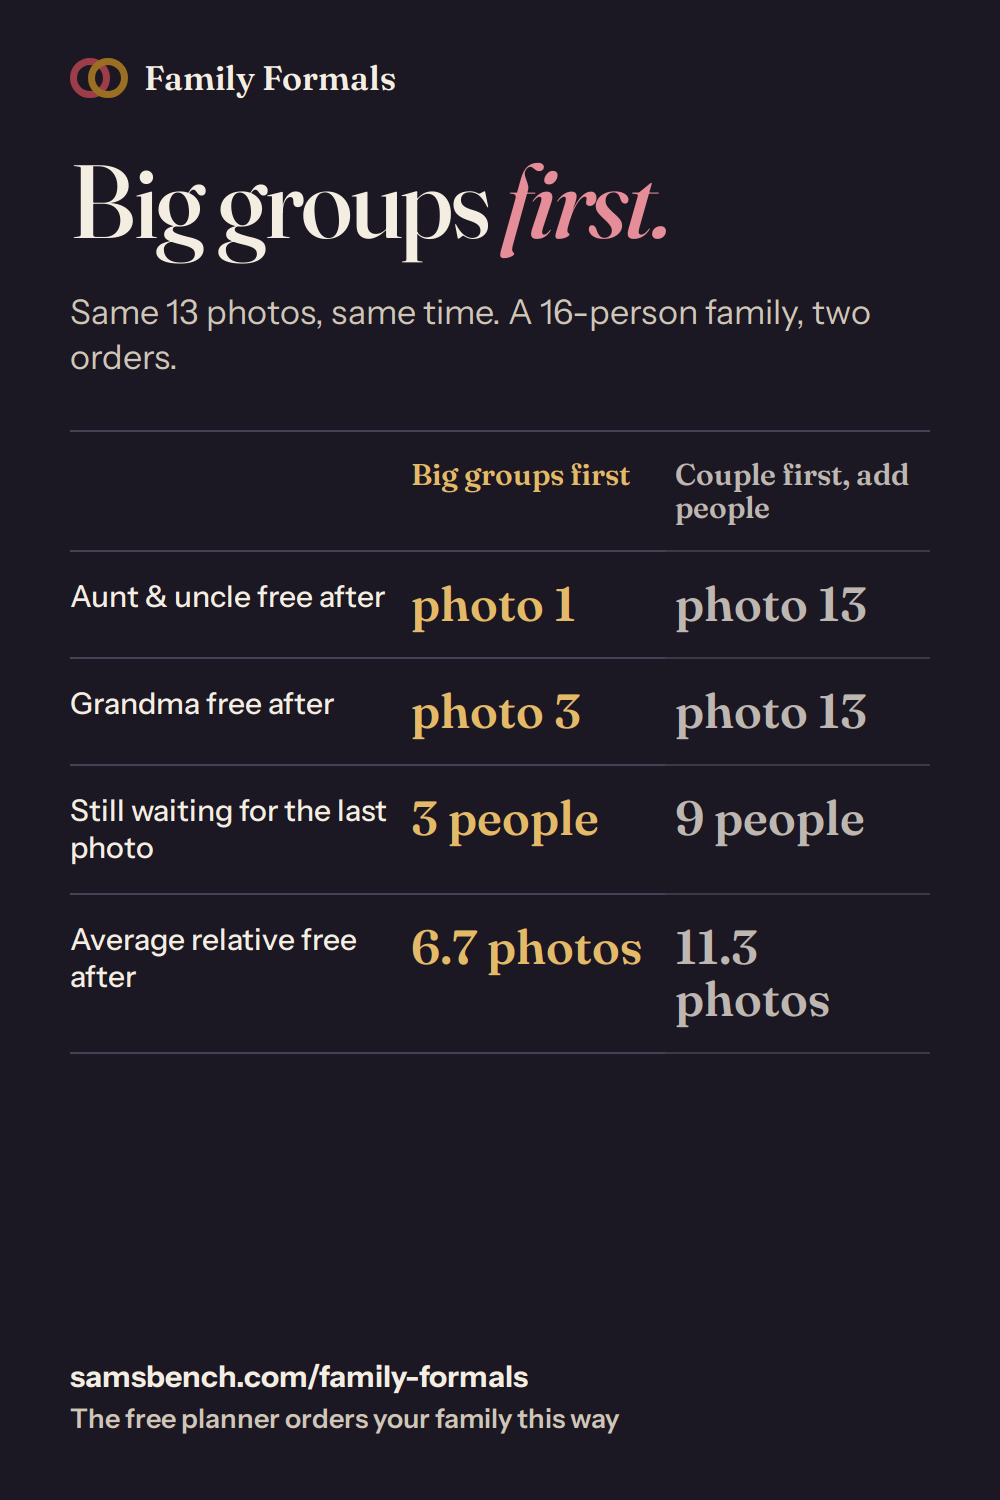 Family Formals
Big groups first.
Same 13 photos, same time. A 16-person family, two
orders.
Big groups first
Couple first, add
people
Aunt & uncle free after
photo 1
photo 13
Grandma free after
photo 3
photo 13
Still waiting for the last
photo
3 people
9 people
Average relative free
after
6.7 photos
11.3
photos
samsbench.com/family-formals
The free planner orders your family this way